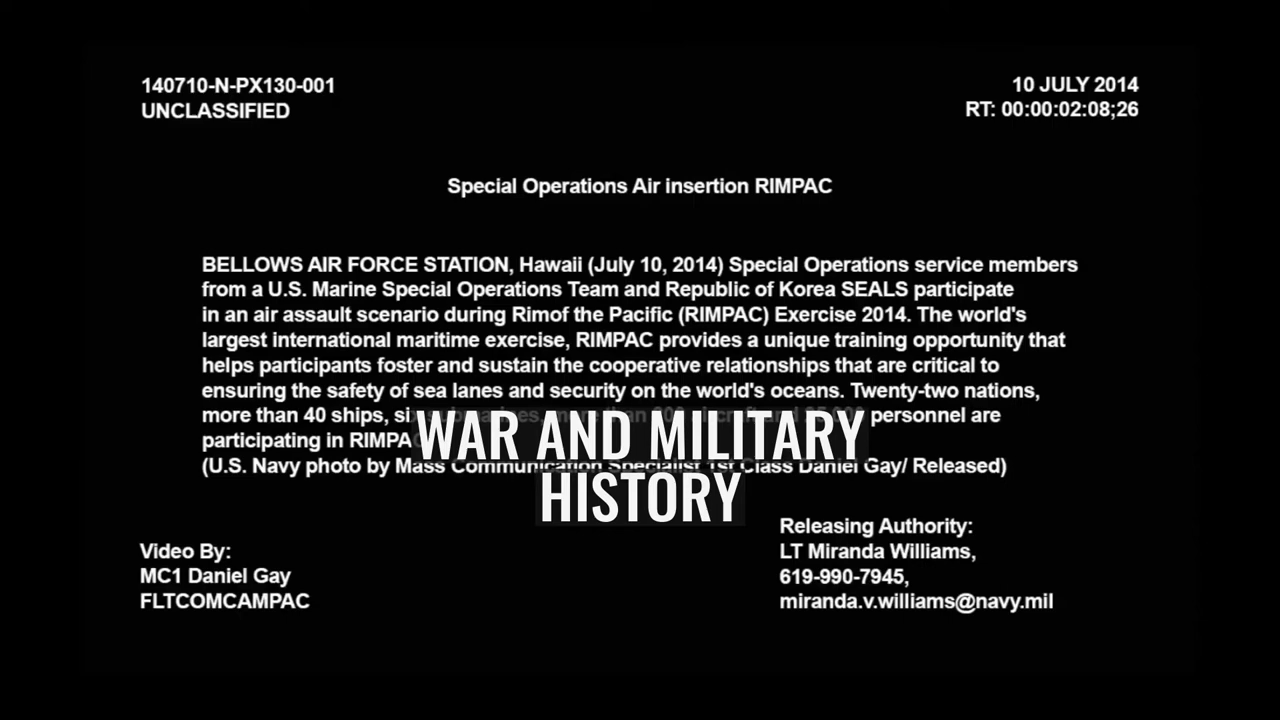 140710-N-PX130-001
10 JULY 2014
UNCLASSIFIED
RT: 00:00:02:08;26
Special Operations Air insertion RIMPAC
BELLOWS AIR FORCE STATION, Hawaii (July 10, 2014) Special Operations service members
from a U.S. Marine Special Operations Team and Republic of Korea SEALS participate
in an air assault scenario during Rimof the Pacific (RIMPAC) Exercise 2014. The world's
largest international maritime exercise, RIMPAC provides a unique training opportunity that
helps participants foster and sustain the cooperative relationships that are critical to
ensuring the safety of sea lanes and security on the world's oceans. Twenty-two nations,
more than 40 ships, six submarines, more than personnel are
participating in RIMPAC
(U.S. Navy photo by Mass Communication Specialist 1st Class Daniel Gay/ Released)
WAR AND MILITARY
HISTORY
Video By:
MC1 Daniel Gay
FLTCOMCAMPAC
Releasing Authority:
LT Miranda Williams,
619-990-7945,
miranda.v.williams@navy.mil